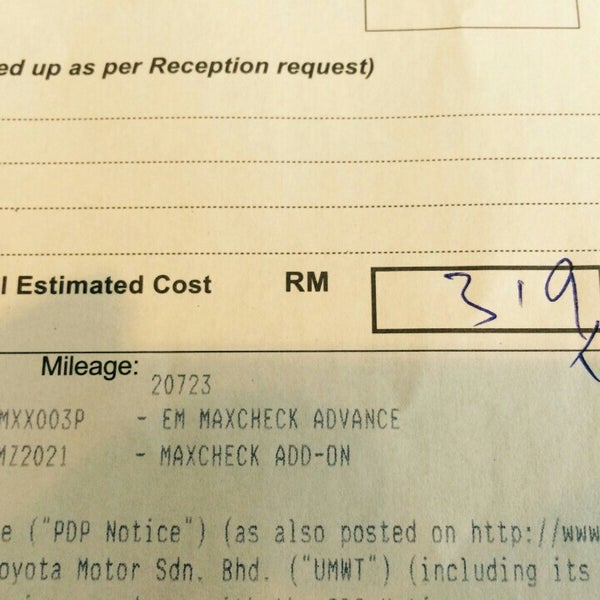 ed up as per Reception request)
l Estimated Cost RM 319
Mileage: 20723
MXX003P - EM MAXCHECK ADVANCE
MZ2021 - MAXCHECK ADD-ON
e ("PDP Notice") (as also posted on http://www
oyota Motor Sdn. Bhd. ("UMWT") (including its